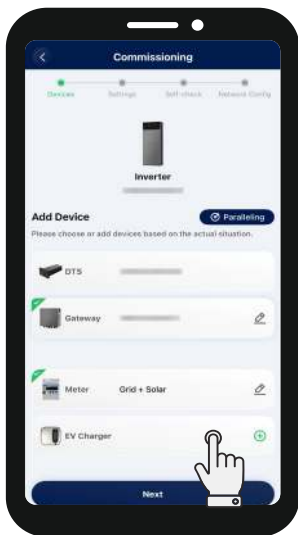 Commissioning
Devices Settings Self-check Network Config
Inverter
Add Device
Paralleling
Please choose or add devices based on the actual situation.
DTS
Gateway
Meter Grid + Solar
EV Charger
Next